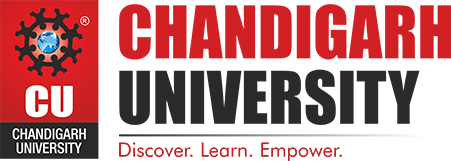 ®
CU
CHANDIGARH
UNIVERSITY
CHANDIGARH
UNIVERSITY
Discover. Learn. Empower.